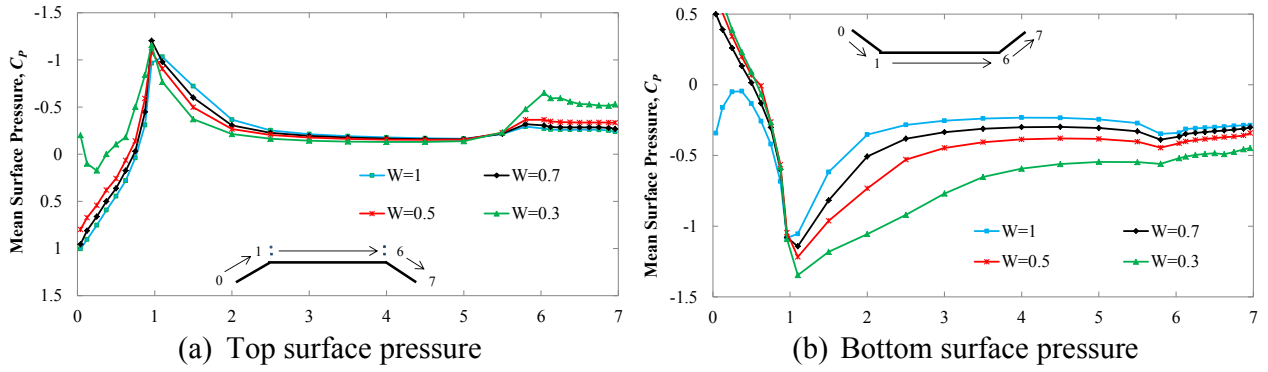 Mean Surface Pressure, C_P
-1.5
-1
-0.5
0
0.5
1
1.5
0 1 2 3 4 5 6 7
W=1 W=0.7
W=0.5 W=0.3
0 1 6 7
(a) Top surface pressure
Mean Surface Pressure, C_P
0.5
0
-0.5
-1
-1.5
0 1 2 3 4 5 6 7
0 1 6 7
W=1 W=0.7
W=0.5 W=0.3
(b) Bottom surface pressure